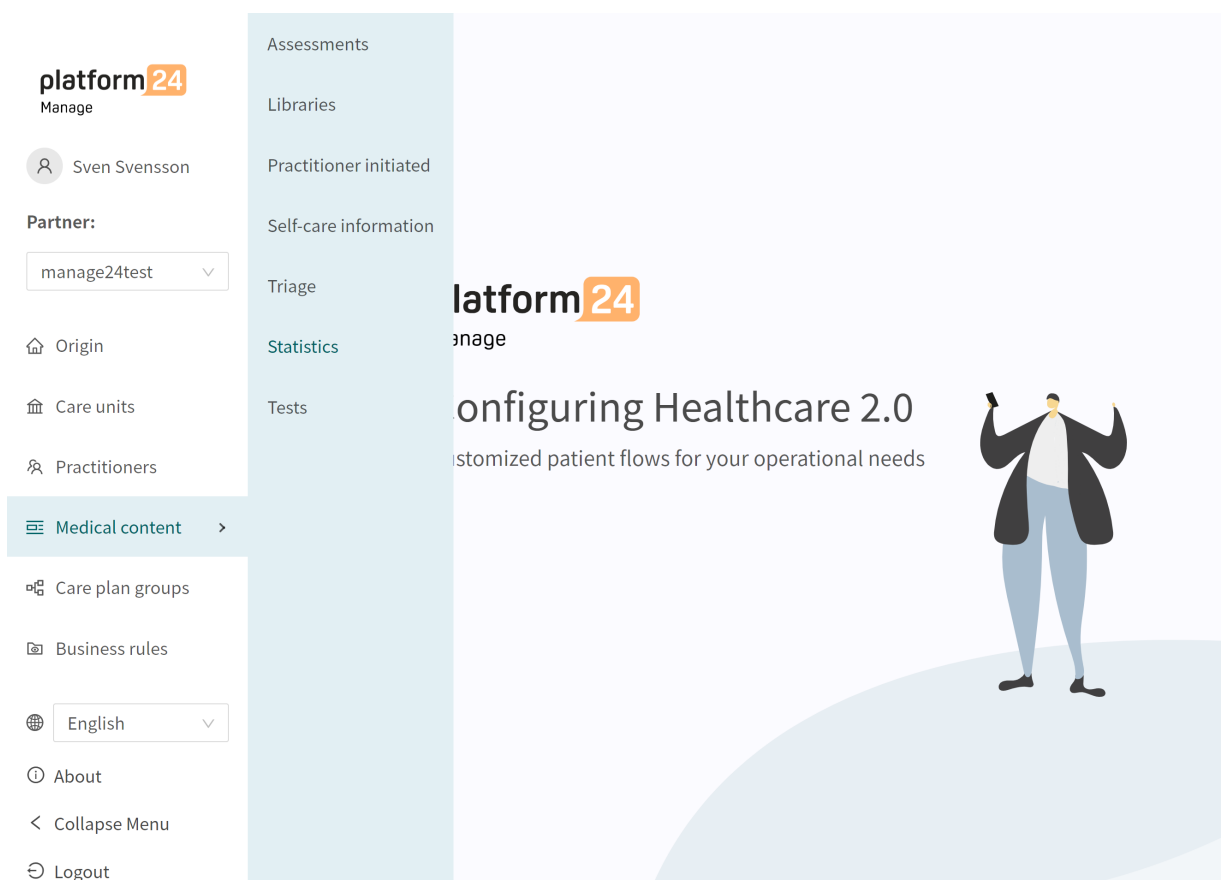 platform24
Manage
Sven Svensson
Partner:
manage24test
Origin
Care units
Practitioners
Medical content
Care plan groups
Business rules
English
About
Collapse Menu
Logout
Assessments
Libraries
Practitioner initiated
Self-care information
Triage
Statistics
Tests
latform24
anage
onfiguring Healthcare 2.0
stomized patient flows for your operational needs